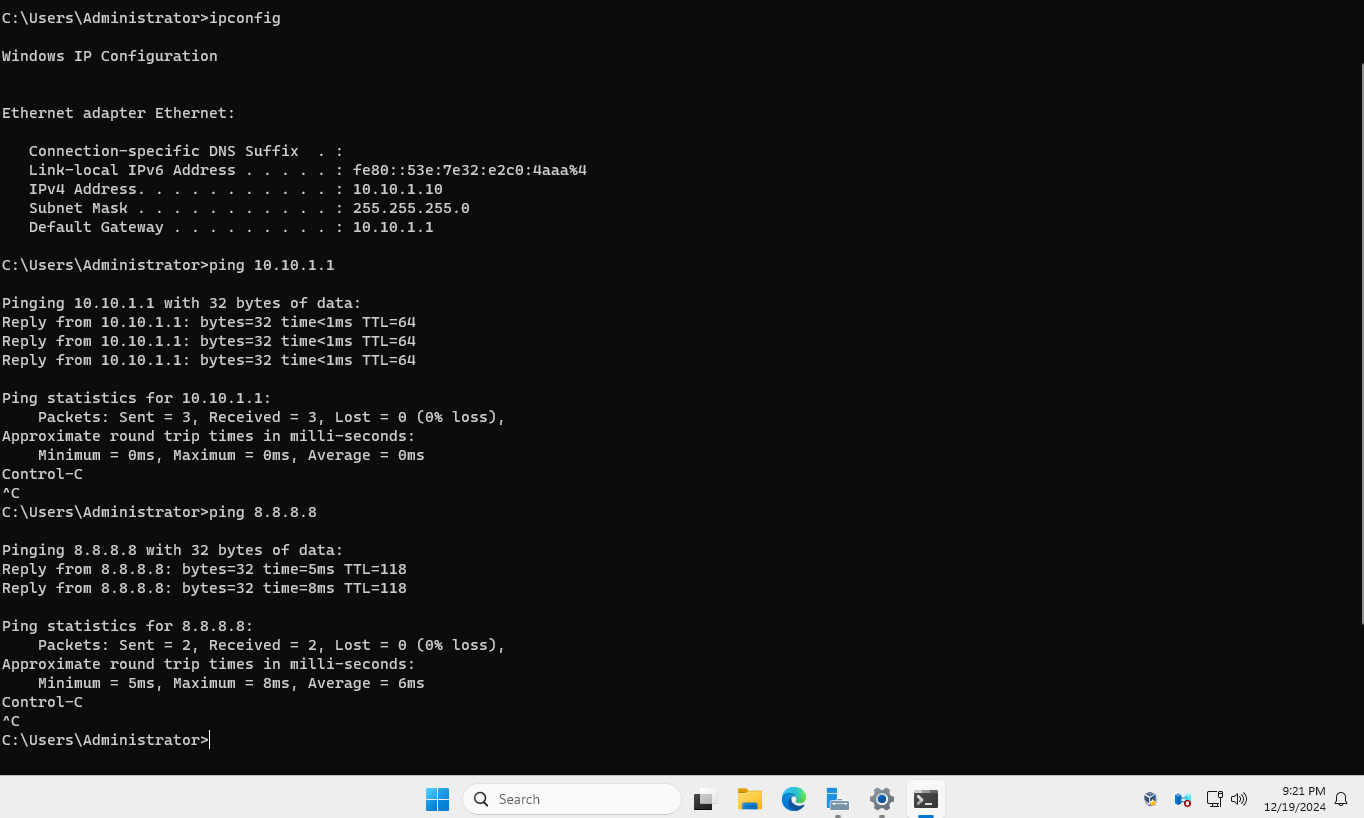 C:\Users\Administrator>ipconfig
Windows IP Configuration
Ethernet adapter Ethernet:
   Connection-specific DNS Suffix  . :
   Link-local IPv6 Address . . . . . : fe80::53e:7e32:e2c0:4aaa%4
   IPv4 Address. . . . . . . . . . . : 10.10.1.10
   Subnet Mask . . . . . . . . . . . : 255.255.255.0
   Default Gateway . . . . . . . . . : 10.10.1.1
C:\Users\Administrator>ping 10.10.1.1
Pinging 10.10.1.1 with 32 bytes of data:
Reply from 10.10.1.1: bytes=32 time<1ms TTL=64
Reply from 10.10.1.1: bytes=32 time<1ms TTL=64
Reply from 10.10.1.1: bytes=32 time<1ms TTL=64
Ping statistics for 10.10.1.1:
    Packets: Sent = 3, Received = 3, Lost = 0 (0% loss),
Approximate round trip times in milli-seconds:
    Minimum = 0ms, Maximum = 0ms, Average = 0ms
Control-C
^C
C:\Users\Administrator>ping 8.8.8.8
Pinging 8.8.8.8 with 32 bytes of data:
Reply from 8.8.8.8: bytes=32 time=5ms TTL=118
Reply from 8.8.8.8: bytes=32 time=8ms TTL=118
Ping statistics for 8.8.8.8:
    Packets: Sent = 2, Received = 2, Lost = 0 (0% loss),
Approximate round trip times in milli-seconds:
    Minimum = 5ms, Maximum = 8ms, Average = 6ms
Control-C
^C
C:\Users\Administrator>
Search
9:21 PM
12/19/2024